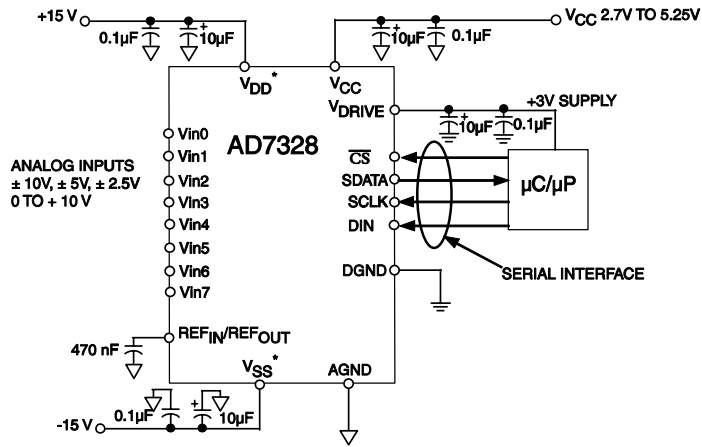 +15 V
0.1µF
10µF
+
10µF
+
0.1µF
VCC 2.7V TO 5.25V
VDD*
VCC
VDRIVE
+3V SUPPLY
+
10µF
0.1µF
Vin0
AD7328
Vin1
CS
ANALOG INPUTS
± 10V, ± 5V, ± 2.5V
0 TO + 10 V
Vin2
SDATA
µC/µP
Vin3
SCLK
Vin4
DIN
Vin5
Vin6
DGND
SERIAL INTERFACE
Vin7
REFIN/REFOUT
470 nF
VSS*
AGND
0.1µF
+
10µF
-15 V